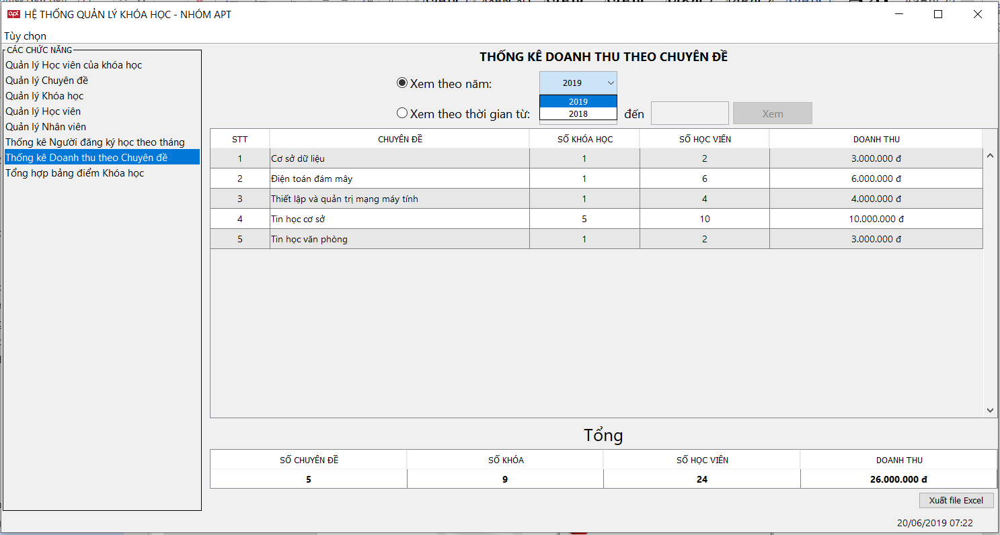 apt HỆ THỐNG QUẢN LÝ KHÓA HỌC - NHÓM APT
Tùy chọn
CÁC CHỨC NĂNG
Quản lý Học viên của khóa học
Quản lý Chuyên đề
Quản lý Khóa học
Quản lý Học viên
Quản lý Nhân viên
Thống kê Người đăng ký học theo tháng
Thống kê Doanh thu theo Chuyên đề
Tổng hợp bảng điểm Khóa học
THỐNG KÊ DOANH THU THEO CHUYÊN ĐỀ
Xem theo năm: 2019
2019
2018
Xem theo thời gian từ: đến Xem
STT CHUYÊN ĐỀ SỐ KHÓA HỌC SỐ HỌC VIÊN DOANH THU
1 Cơ sở dữ liệu 1 2 3.000.000 đ
2 Điện toán đám mây 1 6 6.000.000 đ
3 Thiết lập và quản trị mạng máy tính 1 4 4.000.000 đ
4 Tin học cơ sở 5 10 10.000.000 đ
5 Tin học văn phòng 1 2 3.000.000 đ
Tổng
SỐ CHUYÊN ĐỀ SỐ KHÓA SỐ HỌC VIÊN DOANH THU
5 9 24 26.000.000 đ
Xuất file Excel
20/06/2019 07:22